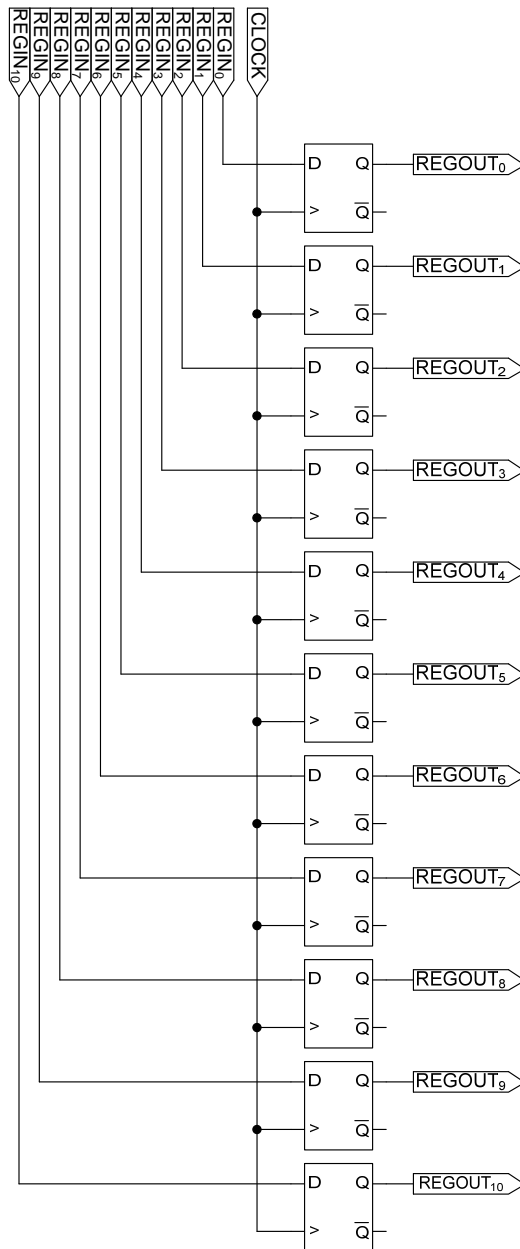 REGIN₁₀
REGIN₉
REGIN₈
REGIN₇
REGIN₆
REGIN₅
REGIN₄
REGIN₃
REGIN₂
REGIN₁
REGIN₀
CLOCK
D Q REGOUT₀
> Q̅
D Q REGOUT₁
> Q̅
D Q REGOUT₂
> Q̅
D Q REGOUT₃
> Q̅
D Q REGOUT₄
> Q̅
D Q REGOUT₅
> Q̅
D Q REGOUT₆
> Q̅
D Q REGOUT₇
> Q̅
D Q REGOUT₈
> Q̅
D Q REGOUT₉
> Q̅
D Q REGOUT₁₀
> Q̅